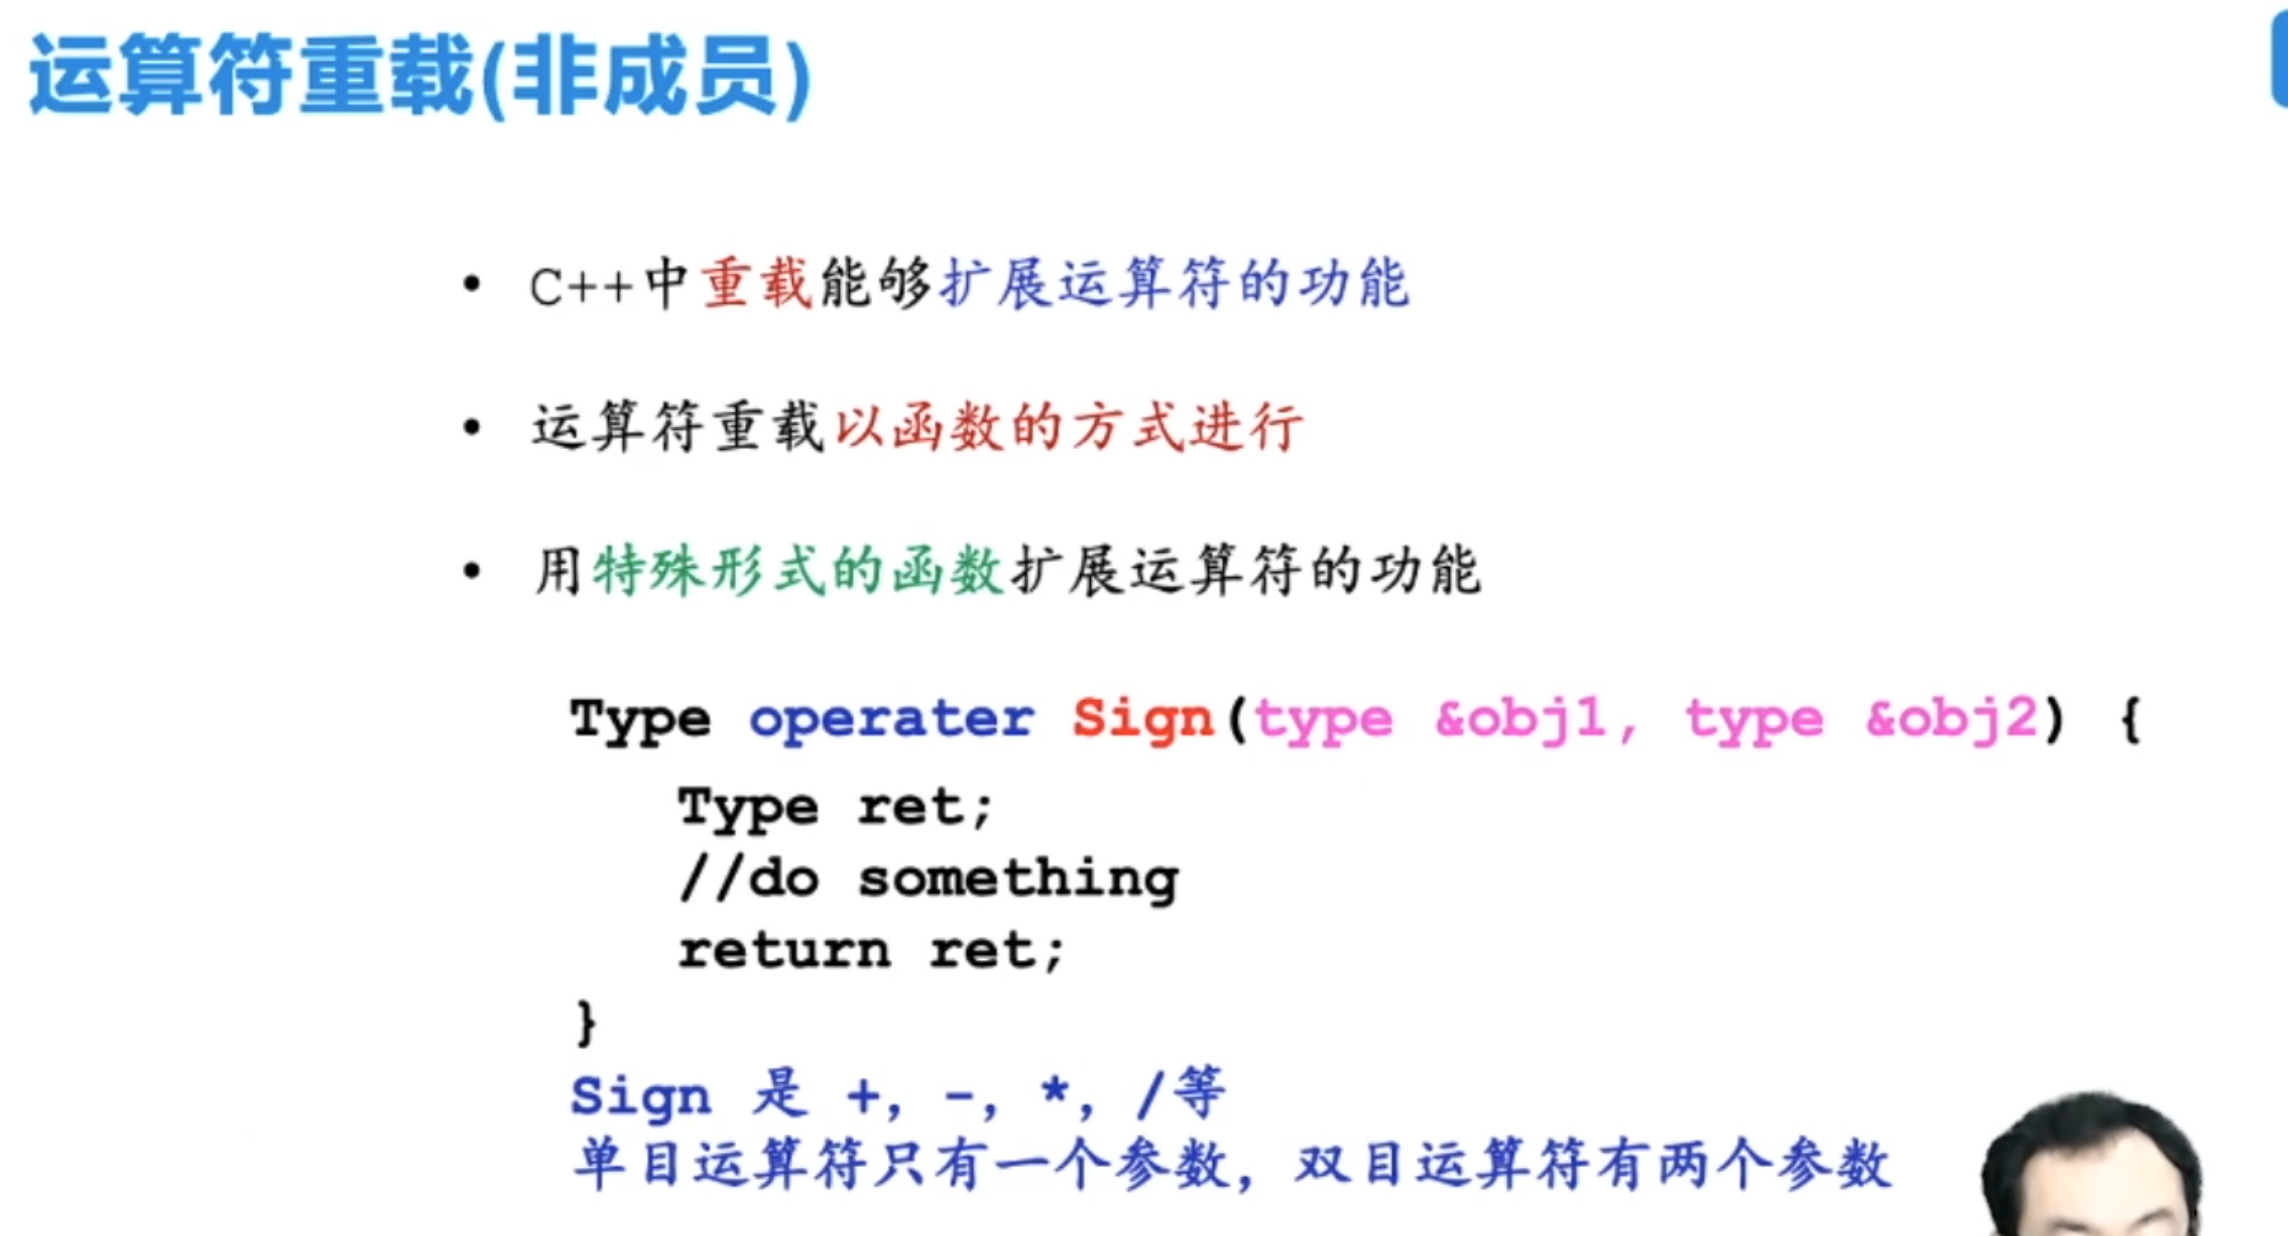 运算符重载(非成员)
• C++中重载能够扩展运算符的功能
• 运算符重载以函数的方式进行
• 用特殊形式的函数扩展运算符的功能
Type operater Sign(type &obj1, type &obj2) {
Type ret;
//do something
return ret;
}
Sign 是 +, -, *, /等
单目运算符只有一个参数，双目运算符有两个参数